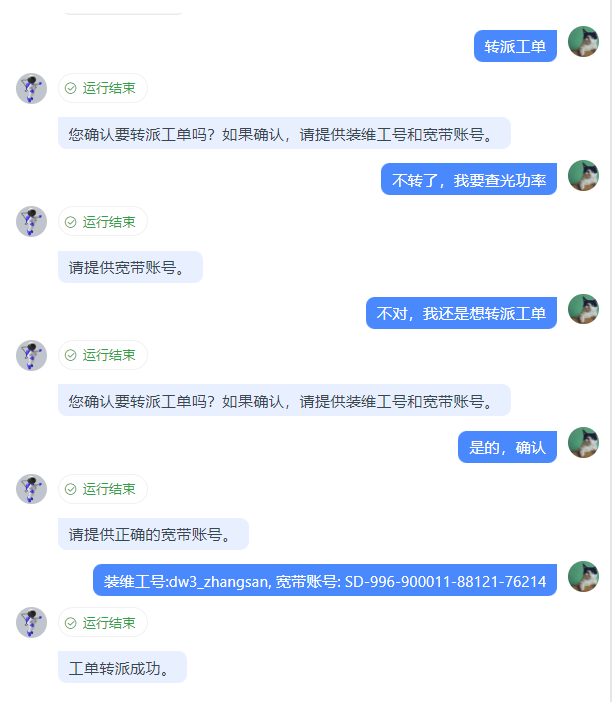 转派工单
运行结束
您确认要转派工单吗？如果确认，请提供装维工号和宽带账号。
不转了，我要查光功率
运行结束
请提供宽带账号。
不对，我还是想转派工单
运行结束
您确认要转派工单吗？如果确认，请提供装维工号和宽带账号。
是的，确认
运行结束
请提供正确的宽带账号。
装维工号:dw3_zhangsan, 宽带账号: SD-996-900011-88121-76214
运行结束
工单转派成功。